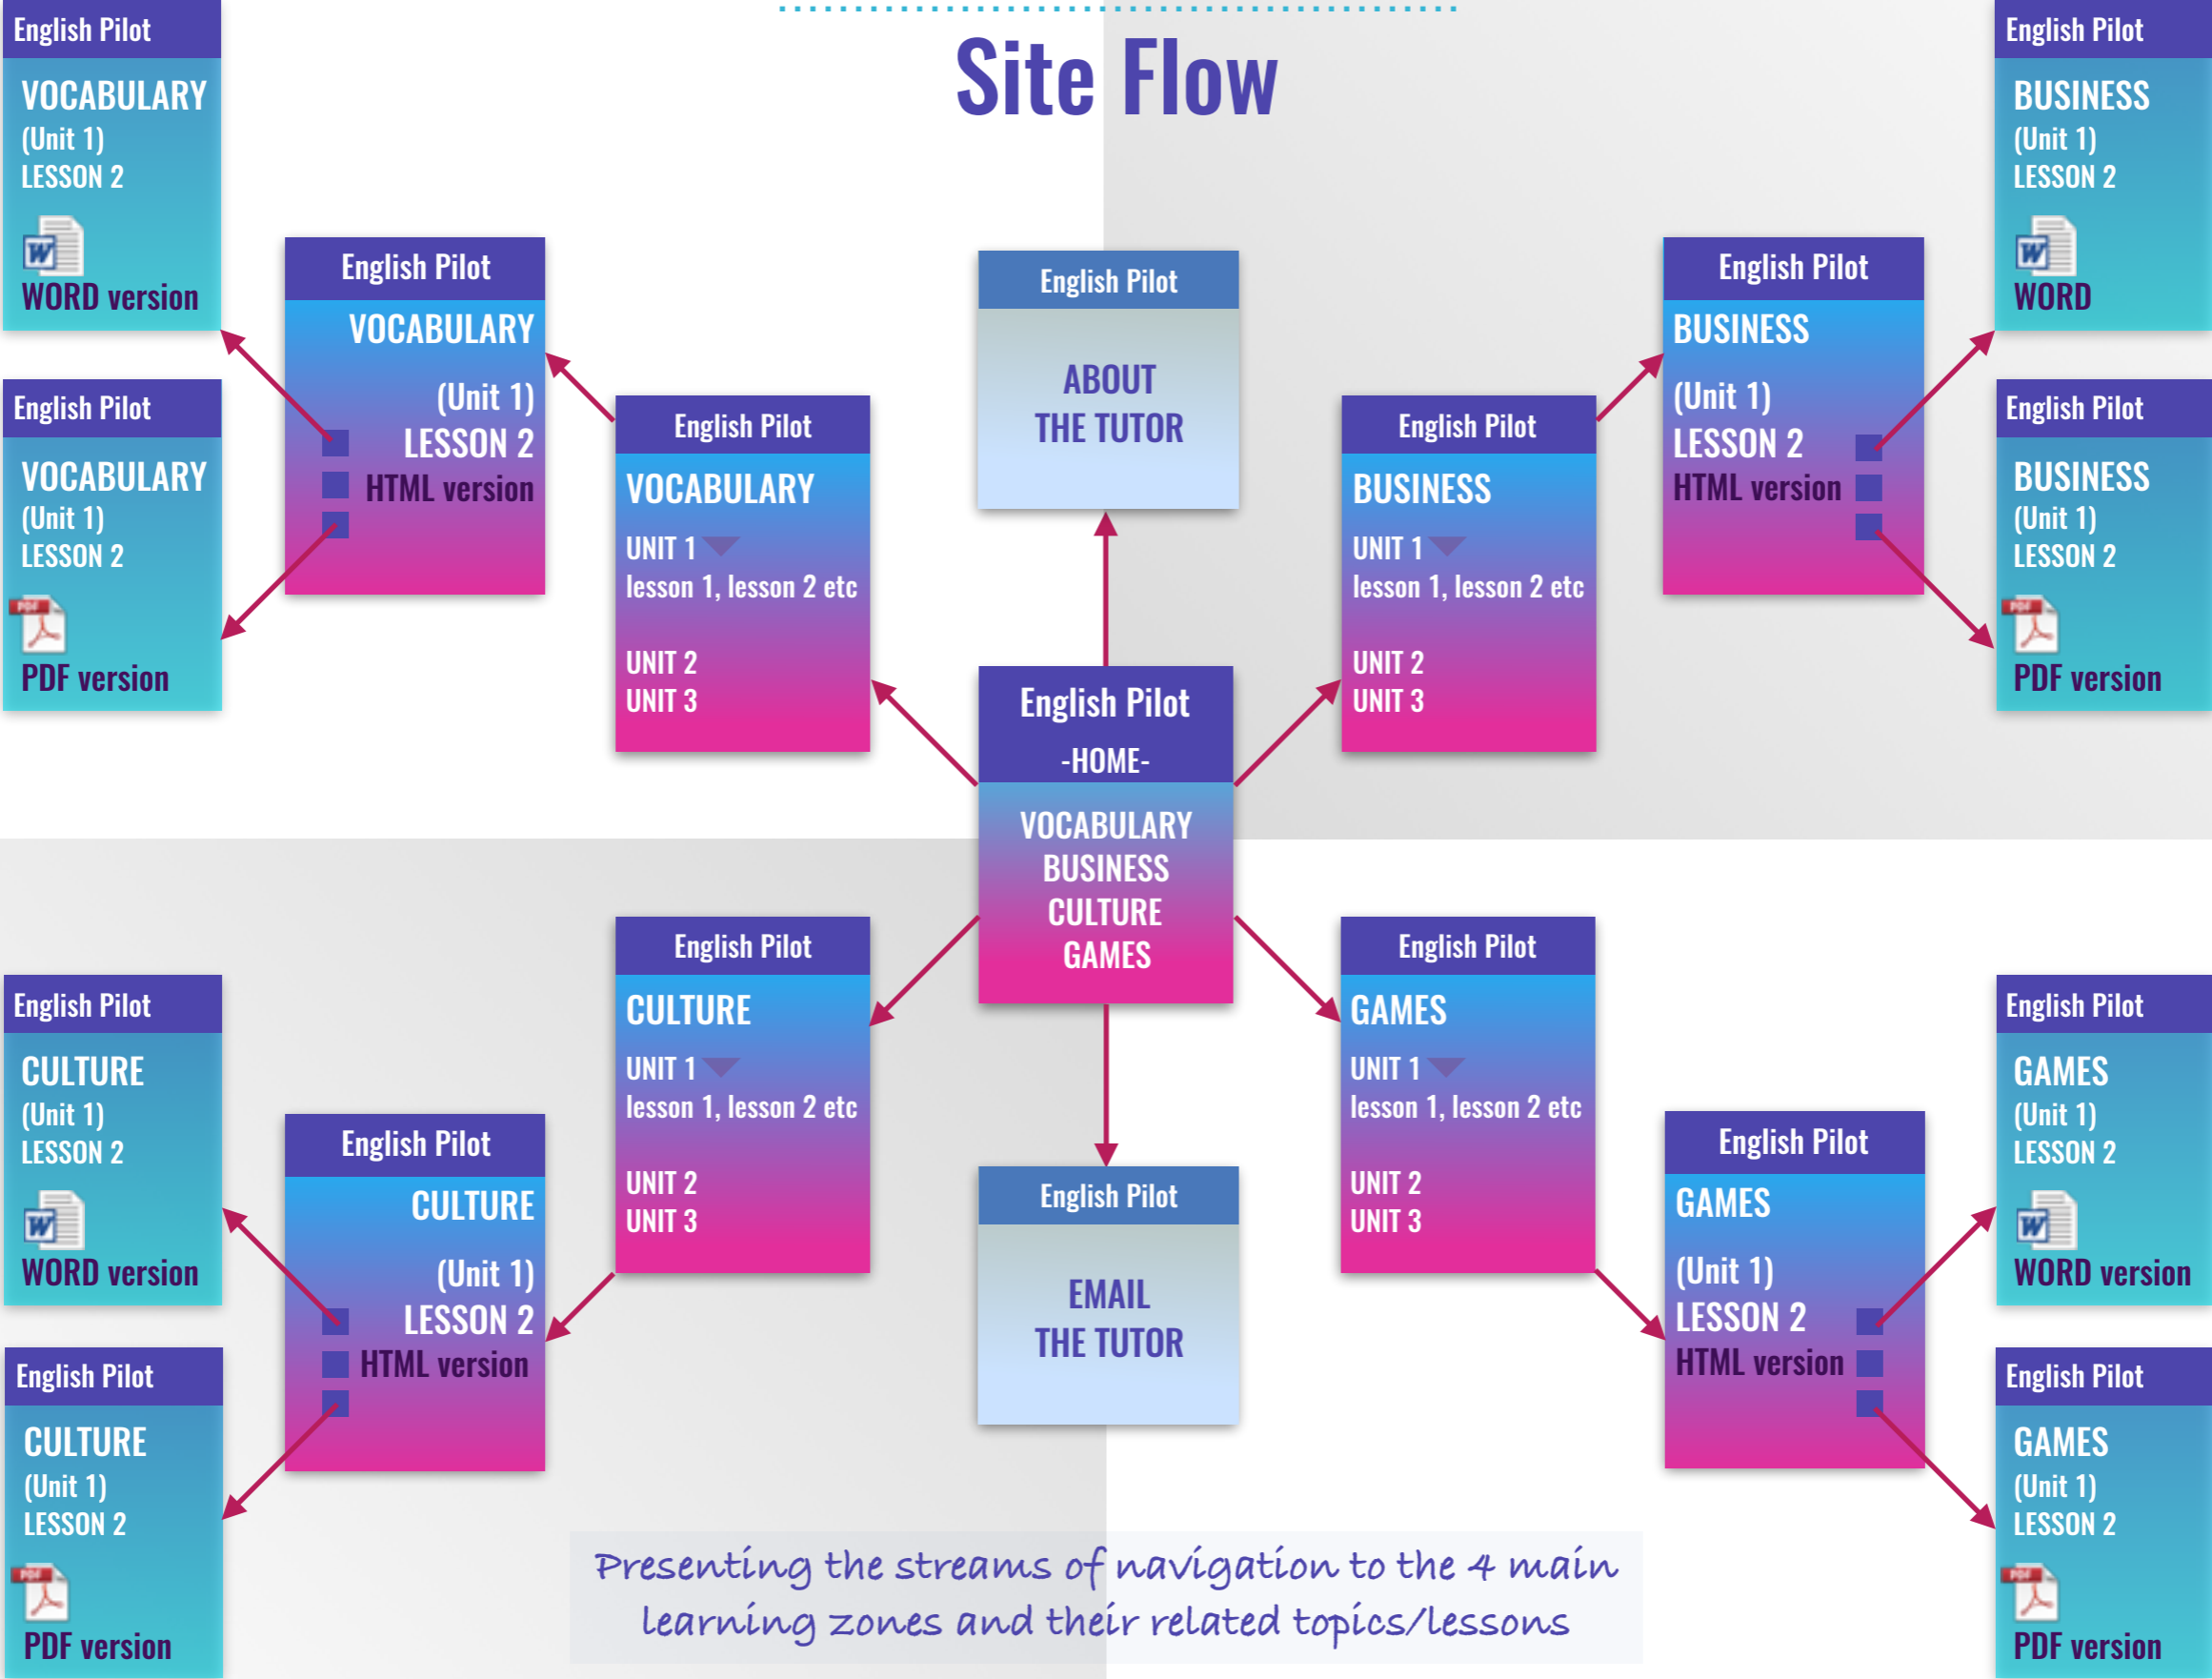 Site Flow
English Pilot
VOCABULARY
(Unit 1)
LESSON 2
W
WORD version
English Pilot
VOCABULARY
(Unit 1)
LESSON 2
PDF
PDF version
English Pilot
VOCABULARY
(Unit 1)
LESSON 2
HTML version
English Pilot
VOCABULARY
UNIT 1
lesson 1, lesson 2 etc
UNIT 2
UNIT 3
English Pilot
ABOUT
THE TUTOR
English Pilot
BUSINESS
UNIT 1
lesson 1, lesson 2 etc
UNIT 2
UNIT 3
English Pilot
BUSINESS
(Unit 1)
LESSON 2
HTML version
English Pilot
BUSINESS
(Unit 1)
LESSON 2
W
WORD
English Pilot
BUSINESS
(Unit 1)
LESSON 2
PDF
PDF version
English Pilot
-HOME-
VOCABULARY
BUSINESS
CULTURE
GAMES
English Pilot
CULTURE
(Unit 1)
LESSON 2
W
WORD version
English Pilot
CULTURE
(Unit 1)
LESSON 2
PDF
PDF version
English Pilot
CULTURE
(Unit 1)
LESSON 2
HTML version
English Pilot
CULTURE
UNIT 1
lesson 1, lesson 2 etc
UNIT 2
UNIT 3
English Pilot
EMAIL
THE TUTOR
English Pilot
GAMES
UNIT 1
lesson 1, lesson 2 etc
UNIT 2
UNIT 3
English Pilot
GAMES
(Unit 1)
LESSON 2
HTML version
English Pilot
GAMES
(Unit 1)
LESSON 2
W
WORD version
English Pilot
GAMES
(Unit 1)
LESSON 2
PDF
PDF version
Presenting the streams of navigation to the 4 main
learning zones and their related topics/lessons